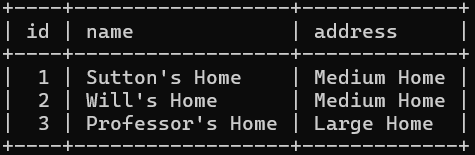 +----+------------------+-------------+
| id | name             | address     |
+----+------------------+-------------+
|  1 | Sutton's Home    | Medium Home |
|  2 | Will's Home      | Medium Home |
|  3 | Professor's Home | Large Home  |
+----+------------------+-------------+